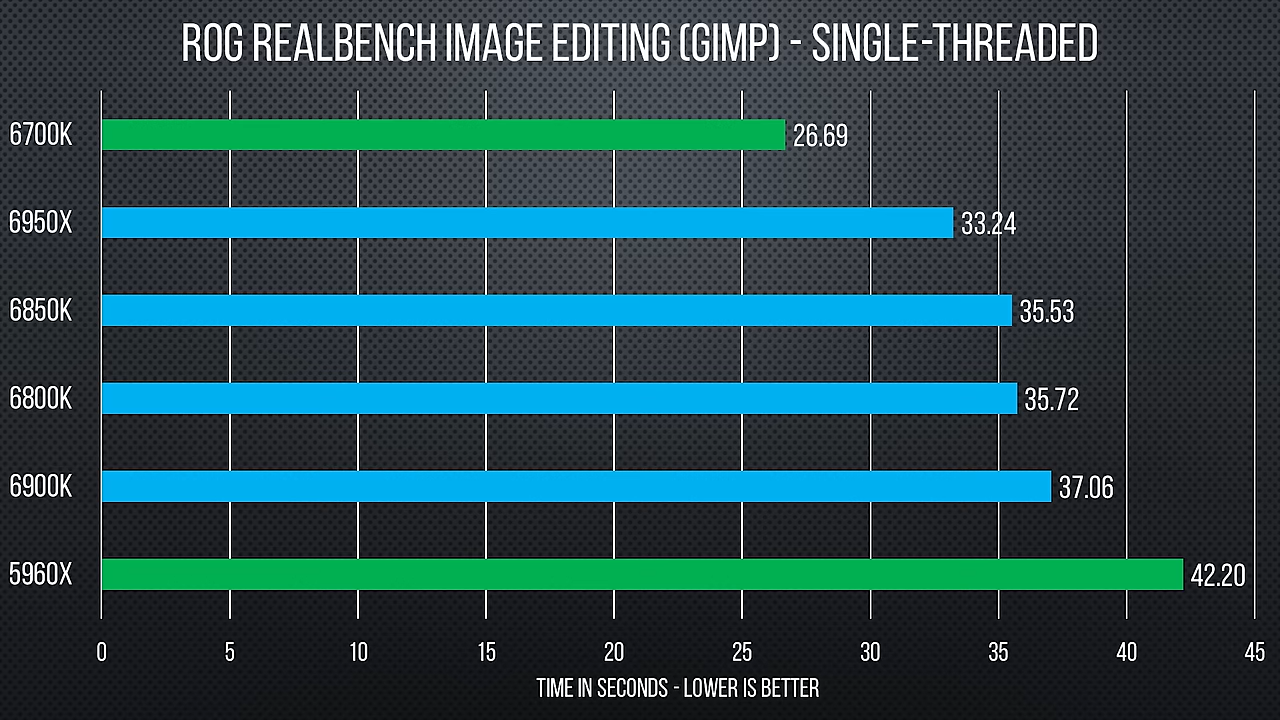 ROG REALBENCH IMAGE EDITING (GIMP) - SINGLE-THREADED
6700K 26.69
6950X 33.24
6850K 35.53
6800K 35.72
6900K 37.06
5960X 42.20
0 5 10 15 20 25 30 35 40 45
TIME IN SECONDS - LOWER IS BETTER